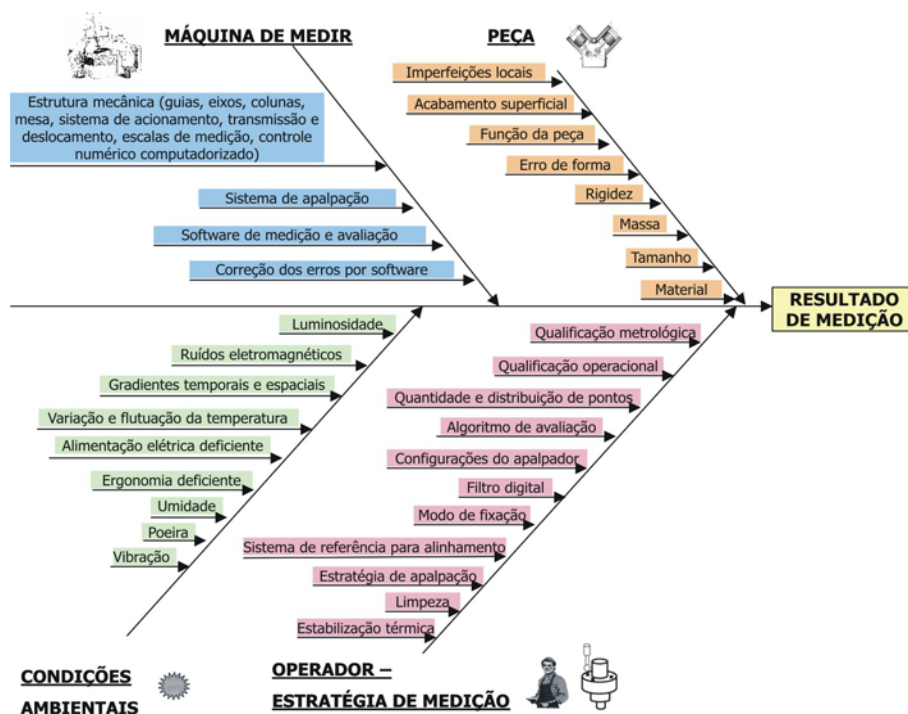 MÁQUINA DE MEDIR
Estrutura mecânica (guias, eixos, colunas,
mesa, sistema de acionamento, transmissão e
deslocamento, escalas de medição, controle
numérico computadorizado)
Sistema de apalpação
Software de medição e avaliação
Correção dos erros por software
PEÇA
Imperfeições locais
Acabamento superficial
Função da peça
Erro de forma
Rigidez
Massa
Tamanho
Material
RESULTADO
DE MEDIÇÃO
Luminosidade
Ruídos eletromagnéticos
Gradientes temporais e espaciais
Variação e flutuação da temperatura
Alimentação elétrica deficiente
Ergonomia deficiente
Umidade
Poeira
Vibração
CONDIÇÕES
AMBIENTAIS
Qualificação metrológica
Qualificação operacional
Quantidade e distribuição de pontos
Algoritmo de avaliação
Configurações do apalpador
Filtro digital
Modo de fixação
Sistema de referência para alinhamento
Estratégia de apalpação
Limpeza
Estabilização térmica
OPERADOR –
ESTRATÉGIA DE MEDIÇÃO